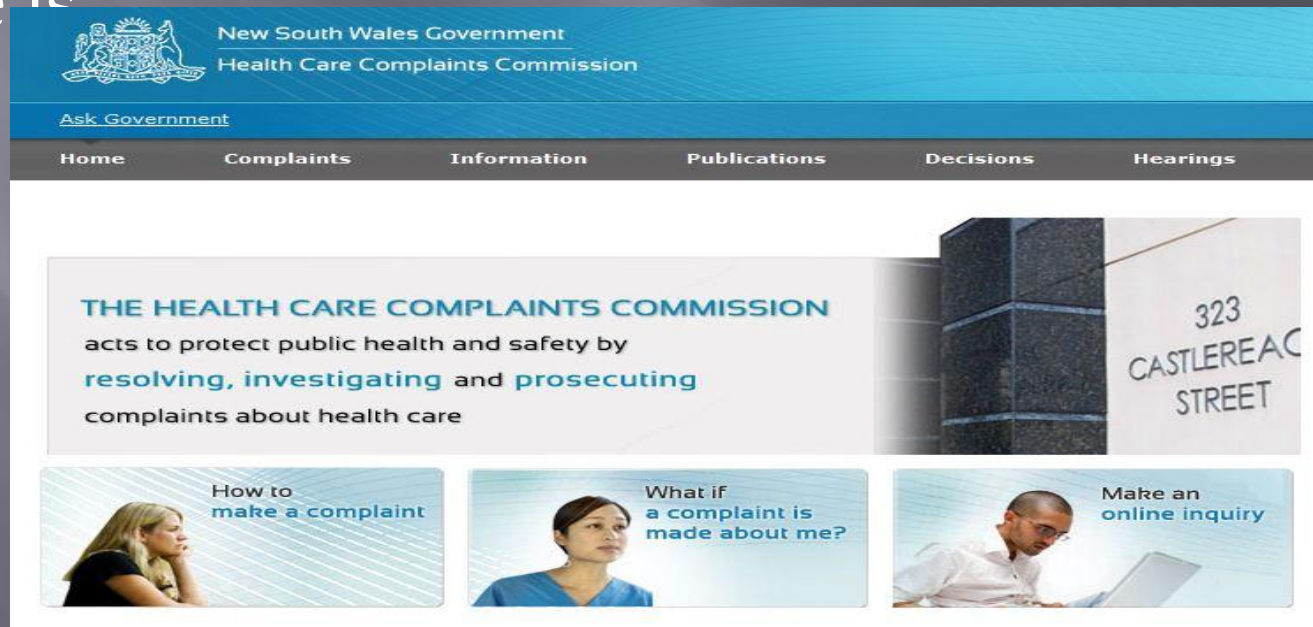 New South Wales Government
Health Care Complaints Commission
Ask Government
Home Complaints Information Publications Decisions Hearings
THE HEALTH CARE COMPLAINTS COMMISSION
acts to protect public health and safety by
resolving, investigating and prosecuting
complaints about health care
323
CASTLEREAC
STREET
How to
make a complaint
What if
a complaint is
made about me?
Make an
online inquiry